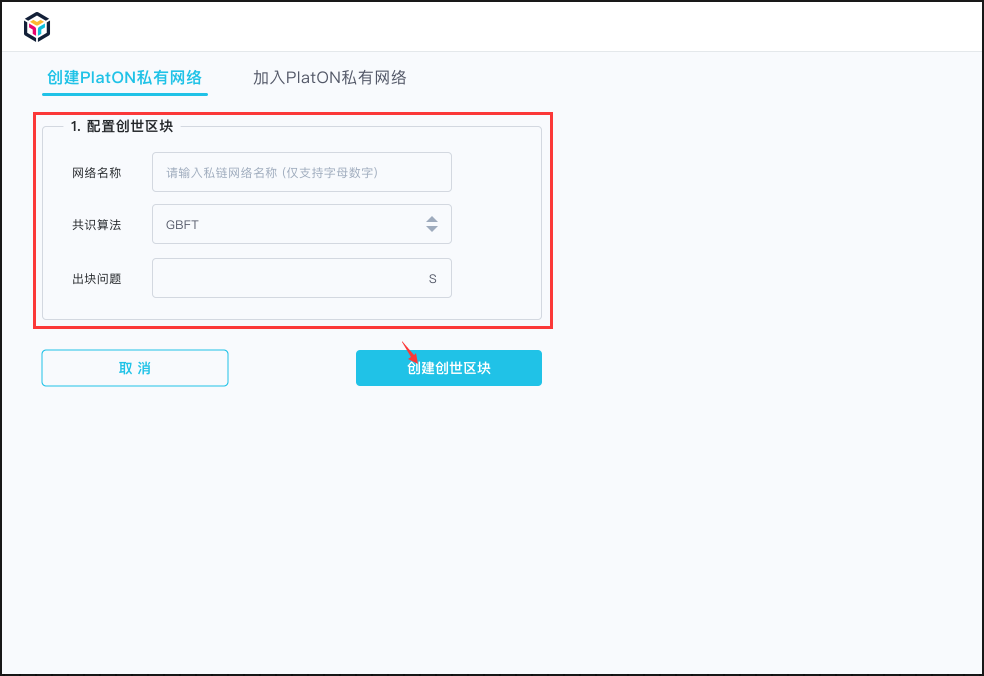 创建PlatON私有网络 加入PlatON私有网络
1. 配置创世区块
网络名称 请输入私链网络名称 (仅支持字母数字)
共识算法 GBFT
出块问题 S
取 消 创建创世区块